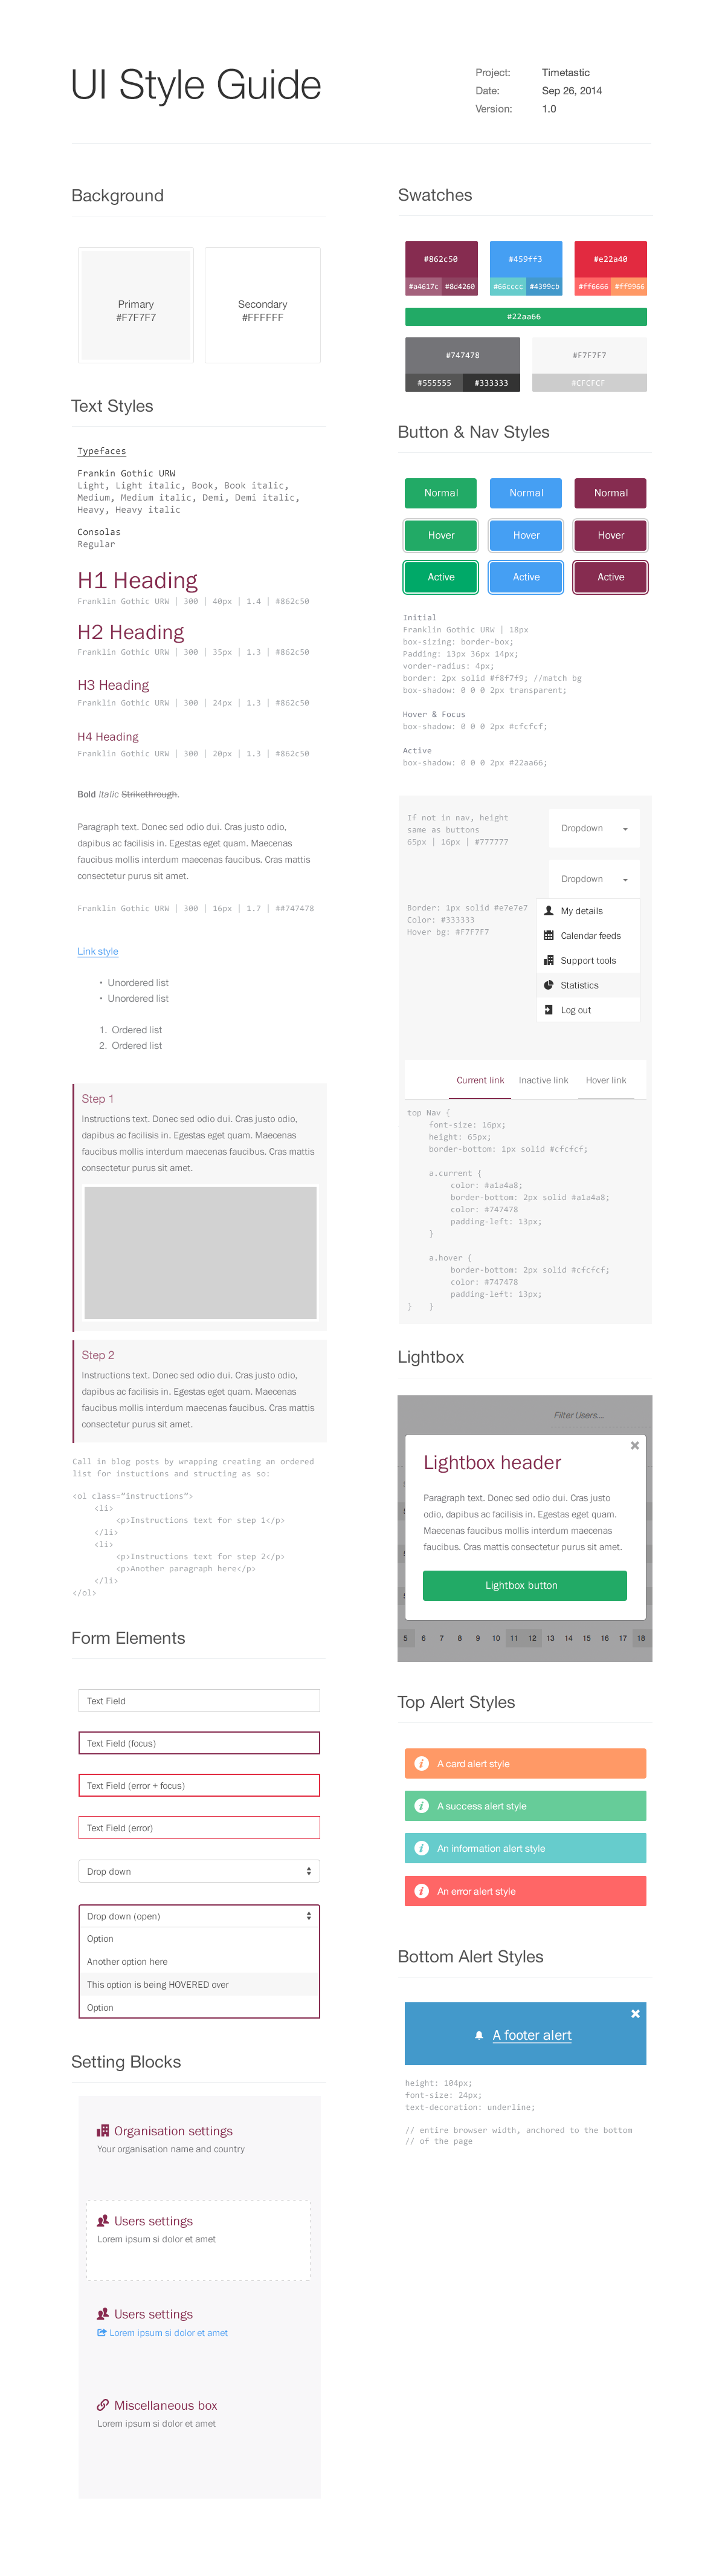 UI Style Guide
Project: Timetastic
Date: Sep 26, 2014
Version: 1.0
Background
Primary
#F7F7F7
Secondary
#FFFFFF
Text Styles
Typefaces
Frankin Gothic URW
Light, Light italic, Book, Book italic,
Medium, Medium italic, Demi, Demi italic,
Heavy, Heavy italic
Consolas
Regular
H1 Heading
Franklin Gothic URW | 300 | 40px | 1.4 | #862c50
H2 Heading
Franklin Gothic URW | 300 | 35px | 1.3 | #862c50
H3 Heading
Franklin Gothic URW | 300 | 24px | 1.3 | #862c50
H4 Heading
Franklin Gothic URW | 300 | 20px | 1.3 | #862c50
Bold Italic Strikethrough.
Paragraph text. Donec sed odio dui. Cras justo odio,
dapibus ac facilisis in. Egestas eget quam. Maecenas
faucibus mollis interdum maecenas faucibus. Cras mattis
consectetur purus sit amet.
Franklin Gothic URW | 300 | 16px | 1.7 | ##747478
Link style
• Unordered list
• Unordered list
1. Ordered list
2. Ordered list
Step 1
Instructions text. Donec sed odio dui. Cras justo odio,
dapibus ac facilisis in. Egestas eget quam. Maecenas
faucibus mollis interdum maecenas faucibus. Cras mattis
consectetur purus sit amet.
Step 2
Instructions text. Donec sed odio dui. Cras justo odio,
dapibus ac facilisis in. Egestas eget quam. Maecenas
faucibus mollis interdum maecenas faucibus. Cras mattis
consectetur purus sit amet.
Call in blog posts by wrapping creating an ordered
list for instuctions and structing as so:
<ol class="instructions">
<li>
<p>Instructions text for step 1</p>
</li>
<li>
<p>Instructions text for step 2</p>
<p>Another paragraph here</p>
</li>
</ol>
Form Elements
Text Field
Text Field (focus)
Text Field (error + focus)
Text Field (error)
Drop down
Drop down (open)
Option
Another option here
This option is being HOVERED over
Option
Setting Blocks
Organisation settings
Your organisation name and country
Users settings
Lorem ipsum si dolor et amet
Users settings
Lorem ipsum si dolor et amet
Miscellaneous box
Lorem ipsum si dolor et amet
Swatches
#862c50 #459ff3 #e22a40
#a4617c #8d4260 #66cccc #4399cb #ff6666 #ff9966
#22aa66
#747478 #F7F7F7
#555555 #333333 #CFCFCF
Button & Nav Styles
Normal Normal Normal
Hover Hover Hover
Active Active Active
Initial
Franklin Gothic URW | 18px
box-sizing: border-box;
Padding: 13px 36px 14px;
vorder-radius: 4px;
border: 2px solid #f8f7f9; //match bg
box-shadow: 0 0 0 2px transparent;
Hover & Focus
box-shadow: 0 0 0 2px #cfcfcf;
Active
box-shadow: 0 0 0 2px #22aa66;
If not in nav, height
same as buttons
65px | 16px | #777777
Dropdown
Dropdown
Border: 1px solid #e7e7e7
Color: #333333
Hover bg: #F7F7F7
My details
Calendar feeds
Support tools
Statistics
Log out
Current link Inactive link Hover link
top Nav {
font-size: 16px;
height: 65px;
border-bottom: 1px solid #cfcfcf;
a.current {
color: #a1a4a8;
border-bottom: 2px solid #a1a4a8;
color: #747478
padding-left: 13px;
}
a.hover {
border-bottom: 2px solid #cfcfcf;
color: #747478
padding-left: 13px;
} }
Lightbox
Filter Users...
Lightbox header
Paragraph text. Donec sed odio dui. Cras justo
odio, dapibus ac facilisis in. Egestas eget quam.
Maecenas faucibus mollis interdum maecenas
faucibus. Cras mattis consectetur purus sit amet.
Lightbox button
5 6 7 8 9 10 11 12 13 14 15 16 17 18
Top Alert Styles
A card alert style
A success alert style
An information alert style
An error alert style
Bottom Alert Styles
A footer alert
height: 104px;
font-size: 24px;
text-decoration: underline;
// entire browser width, anchored to the bottom
// of the page